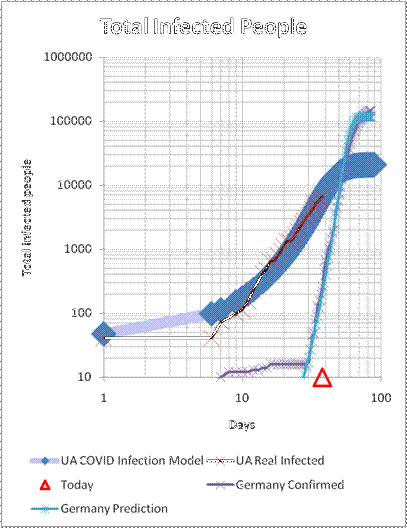 Total Infected People
1000000
100000
10000
1000
100
10
1 10 100
Total infected people
Days
UA COVID Infection Model UA Real Infected
Today Germany Confirmed
Germany Prediction